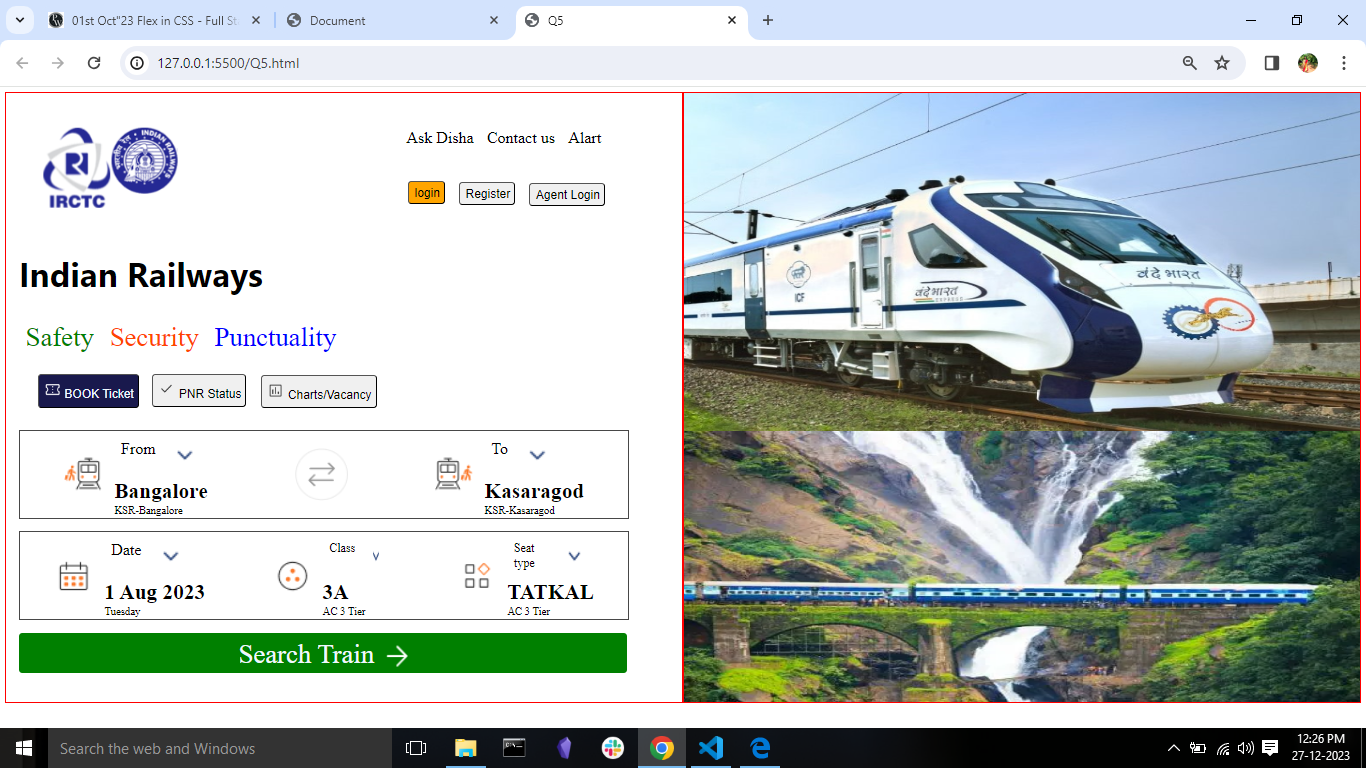 01st Oct"23 Flex in CSS - Full St
Document
Q5
127.0.0.1:5500/Q5.html
IRCTC
INDIAN RAILWAYS
भारतीय रेल
Ask Disha Contact us Alart
login Register Agent Login
Indian Railways
Safety Security Punctuality
BOOK Ticket PNR Status Charts/Vacancy
From To
Bangalore Kasaragod
KSR-Bangalore KSR-Kasaragod
Date Class Seat type
1 Aug 2023 3A TATKAL
Tuesday AC 3 Tier AC 3 Tier
Search Train
वंदे भारत
ICF
वंदे भारत
EXPRESS
Search the web and Windows
12:26 PM
27-12-2023